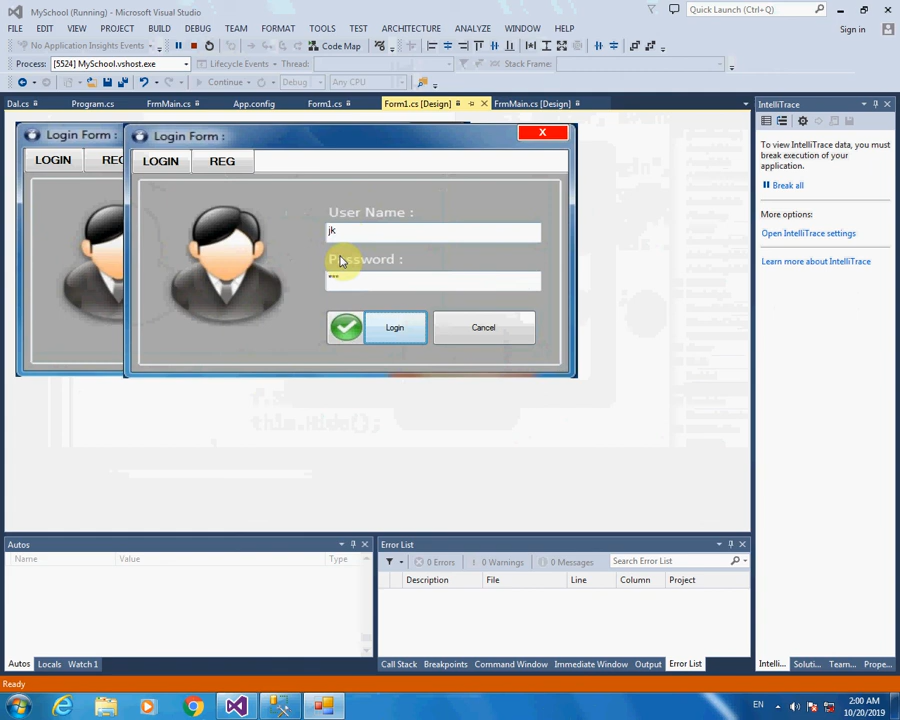 MySchool (Running) - Microsoft Visual Studio
Quick Launch (Ctrl+Q)
FILE EDIT VIEW PROJECT BUILD DEBUG TEAM FORMAT TOOLS TEST ARCHITECTURE ANALYZE WINDOW HELP
Sign in
No Application Insights Events
Code Map
Process: [5524] MySchool.vshost.exe
Lifecycle Events
Thread:
Stack Frame:
Continue
Debug
Any CPU
Dal.cs
Program.cs
FrmMain.cs
App.config
Form1.cs
Form1.cs [Design]
FrmMain.cs [Design]
IntelliTrace
To view IntelliTrace data, you must
break execution of your
application.
Break all
More options:
Open IntelliTrace settings
Learn more about IntelliTrace
Login Form :
LOGIN
Login Form :
X
LOGIN
REG
User Name :
jk
Password :
***
Login
Cancel
this.Hide();
Autos
Name
Value
Type
Error List
0 Errors
0 Warnings
0 Messages
Search Error List
Description
File
Line
Column
Project
Autos
Locals
Watch 1
Call Stack
Breakpoints
Command Window
Immediate Window
Output
Error List
Intelli...
Soluti...
Team...
Prope...
Ready
EN
2:00 AM
10/20/2019